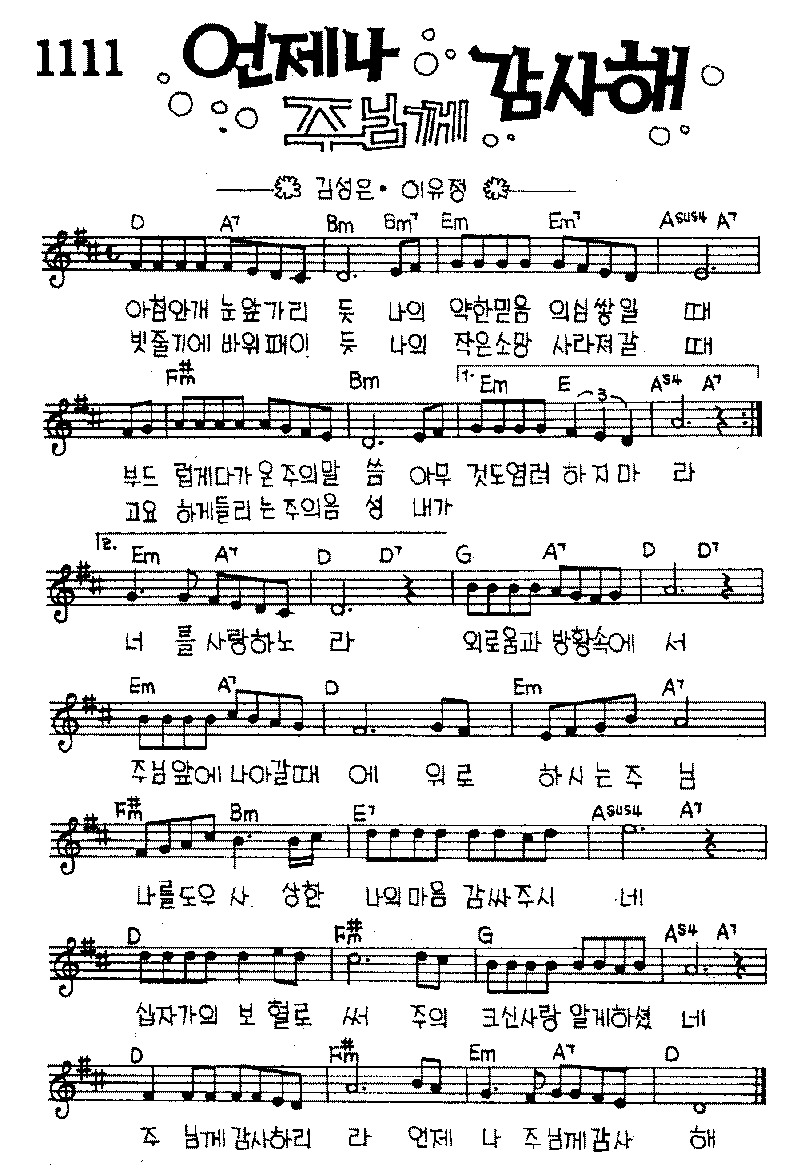 1111 언제나 감사해
주님께
김성은 · 이유정
D A7 Bm Bm7 Em Em7 Asus4 A7
아침안개 눈앞가리 듯 나의 약한믿음 의심쌓일 때
빗줄기에 바위패이 듯 나의 작은소망 사라져갈 때
F#m Bm 1. Em E 3 AS4 A7
부드 럽게다가온주의말 씀 아무 것도염려 하지마 라
고요 하게들리는주의음 성 내가
2. Em A7 D D7 G A7 D D7
너 를사랑하노 라 외로움과 방황속에 서
Em A7 D Em A7
주님앞에나아갈때 에 위로 하시는주 님
F#m Bm E7 Asus4 A7
나를도우 사 상한 나의마음 감싸주시 네
D F#m G AS4 A7
십자가의 보혈로 써 주의 크신사랑 알게하셨 네
D F#m Em A7 D
주 님께감사하리 라 언제 나 주님께감사 해